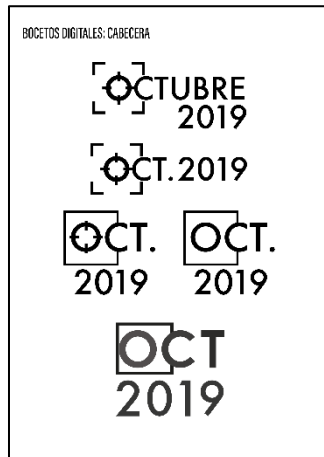 BOCETOS DIGITALES: CABECERA
OCTUBRE
2019
OCT. 2019
OCT. OCT.
2019 2019
OCT
2019